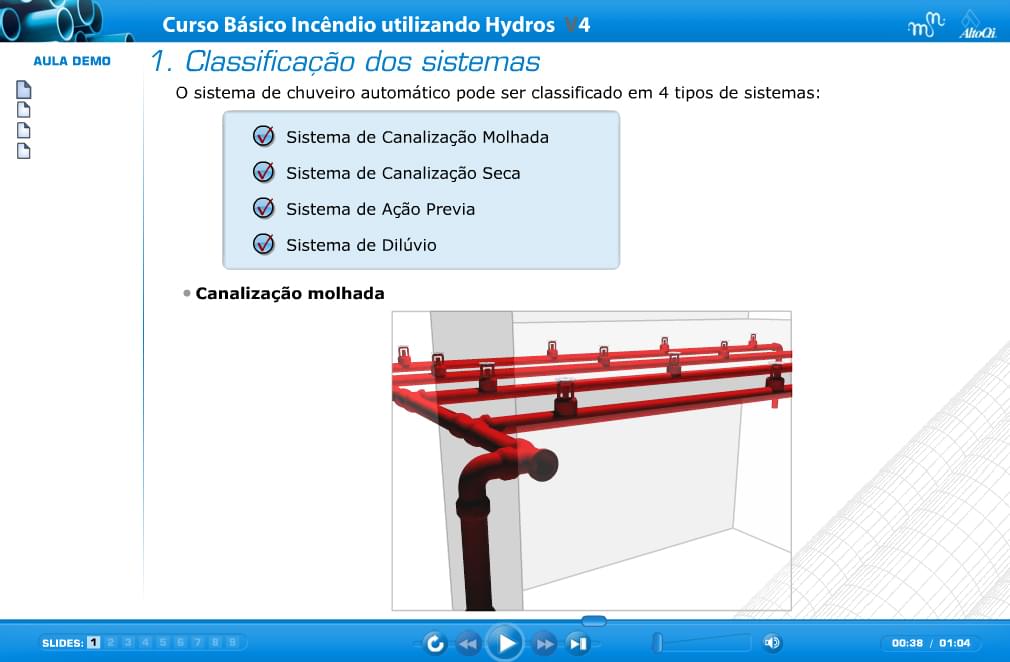 Curso Básico Incêndio utilizando Hydros V4
AltoQi
AULA DEMO
1. Classificação dos sistemas
O sistema de chuveiro automático pode ser classificado em 4 tipos de sistemas:
Sistema de Canalização Molhada
Sistema de Canalização Seca
Sistema de Ação Previa
Sistema de Dilúvio
Canalização molhada
SLIDES: 1 2 3 4 5 6 7 8 9
00:38 / 01:04